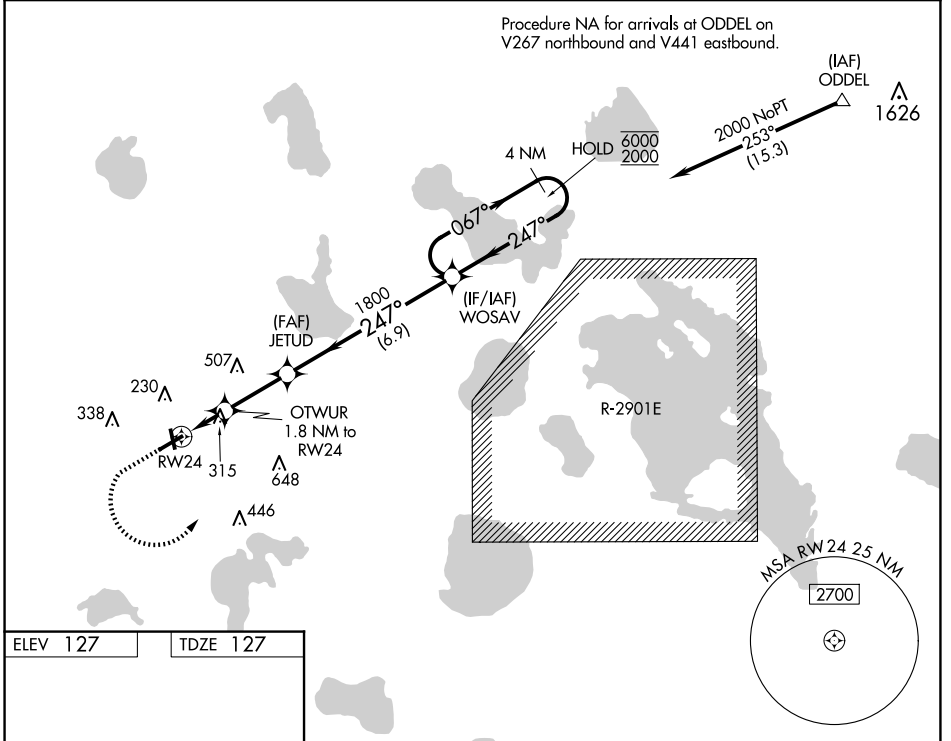 Procedure NA for arrivals at ODDEL on
V267 northbound and V441 eastbound.
(IAF)
ODDEL
1626
2000 NoPT
253°
(15.3)
HOLD
6000
2000
4 NM
067°
247°
(IF/IAF)
WOSAV
1800
247°
(6.9)
(FAF)
JETUD
507
230
338
OTWUR
1.8 NM to
RW24
RW24
315
648
446
R-2901E
MSA RW24 25 NM
2700
ELEV 127
TDZE 127